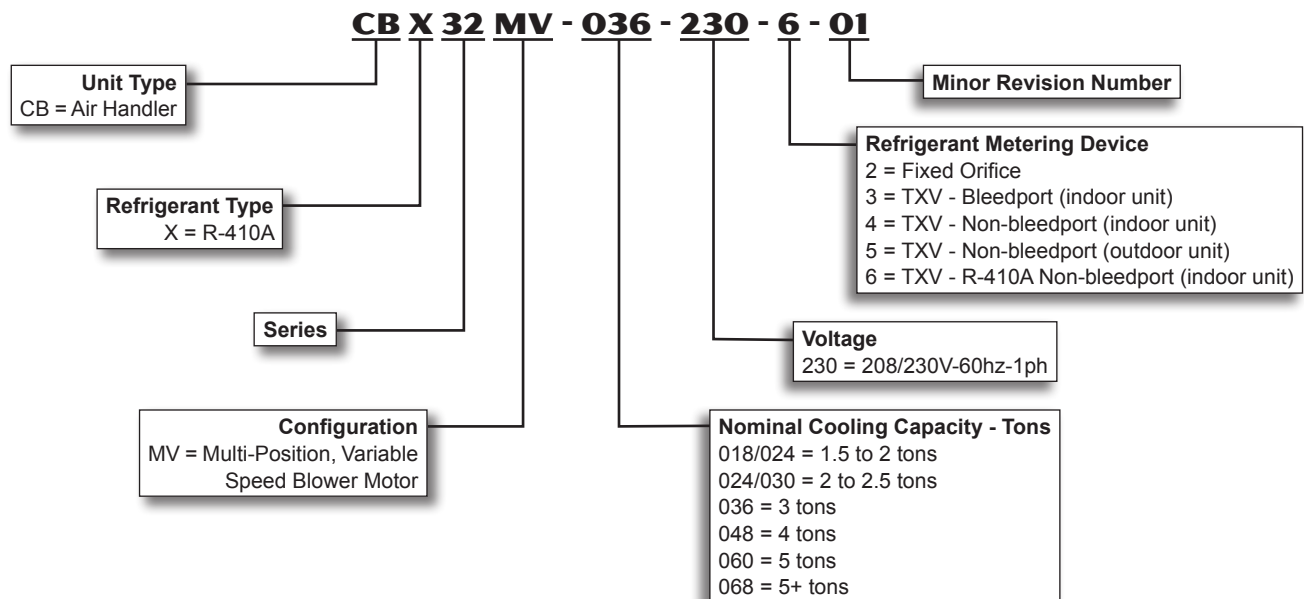 CB X 32 MV - 036 - 230 - 6 - 01
Unit Type
CB = Air Handler
Minor Revision Number
Refrigerant Metering Device
2 = Fixed Orifice
3 = TXV - Bleedport (indoor unit)
4 = TXV - Non-bleedport (indoor unit)
5 = TXV - Non-bleedport (outdoor unit)
6 = TXV - R-410A Non-bleedport (indoor unit)
Refrigerant Type
X = R-410A
Series
Voltage
230 = 208/230V-60hz-1ph
Configuration
MV = Multi-Position, Variable
Speed Blower Motor
Nominal Cooling Capacity - Tons
018/024 = 1.5 to 2 tons
024/030 = 2 to 2.5 tons
036 = 3 tons
048 = 4 tons
060 = 5 tons
068 = 5+ tons